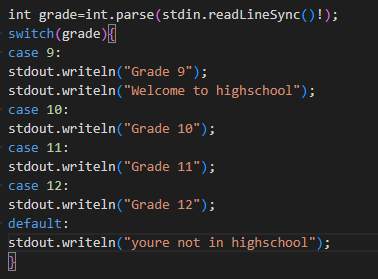 int grade=int.parse(stdin.readLineSync()!);
switch(grade){
case 9:
stdout.writeln("Grade 9");
stdout.writeln("Welcome to highschool");
case 10:
stdout.writeln("Grade 10");
case 11:
stdout.writeln("Grade 11");
case 12:
stdout.writeln("Grade 12");
default:
stdout.writeln("youre not in highschool");
}